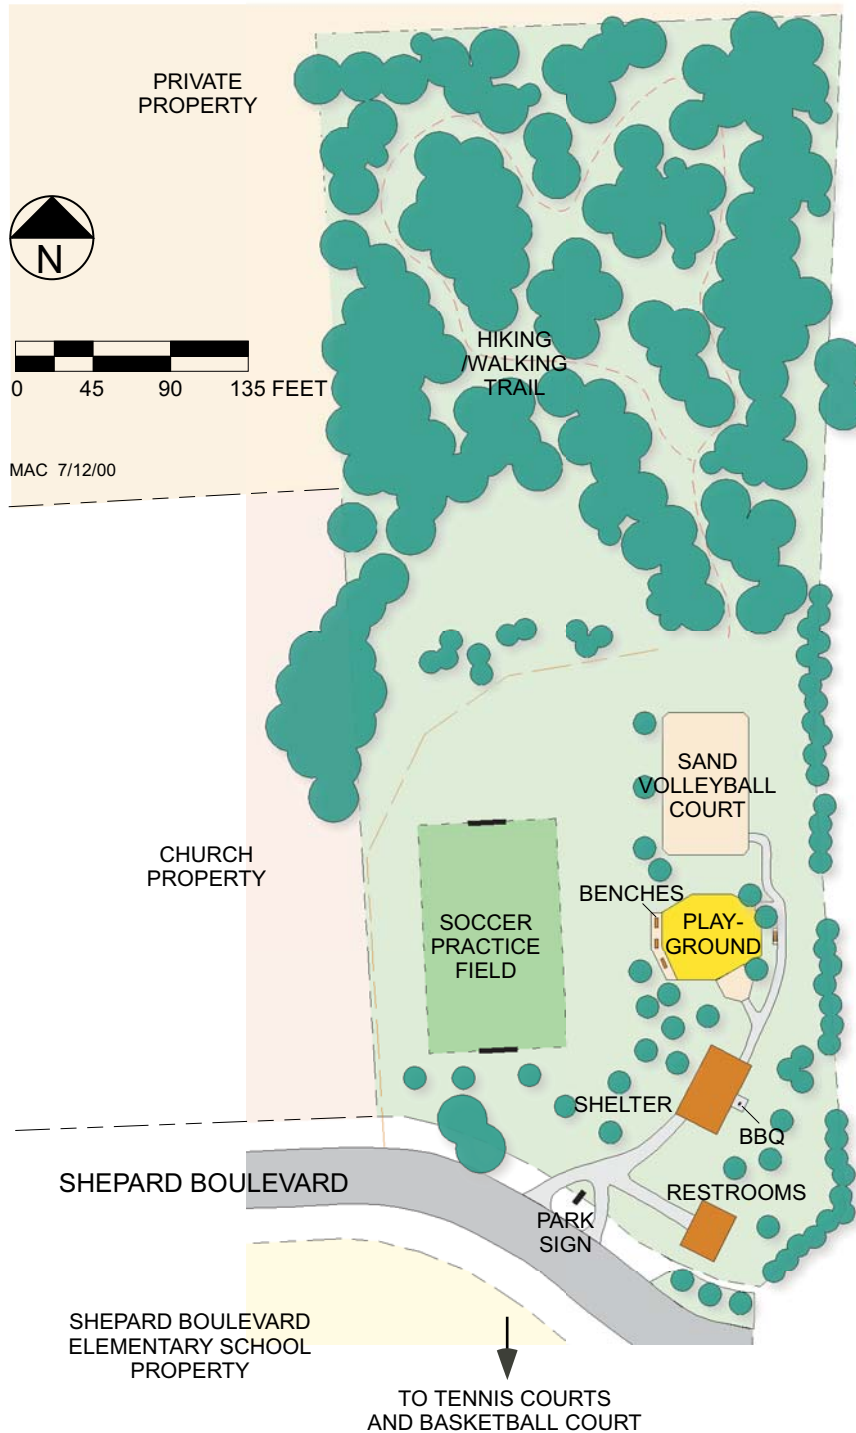 PRIVATE
PROPERTY
N
0 45 90 135 FEET
MAC 7/12/00
HIKING
/WALKING
TRAIL
SAND
VOLLEYBALL
COURT
CHURCH
PROPERTY
BENCHES
PLAY-
GROUND
SOCCER
PRACTICE
FIELD
SHELTER
BBQ
SHEPARD BOULEVARD
RESTROOMS
PARK
SIGN
SHEPARD BOULEVARD
ELEMENTARY SCHOOL
PROPERTY
TO TENNIS COURTS
AND BASKETBALL COURT